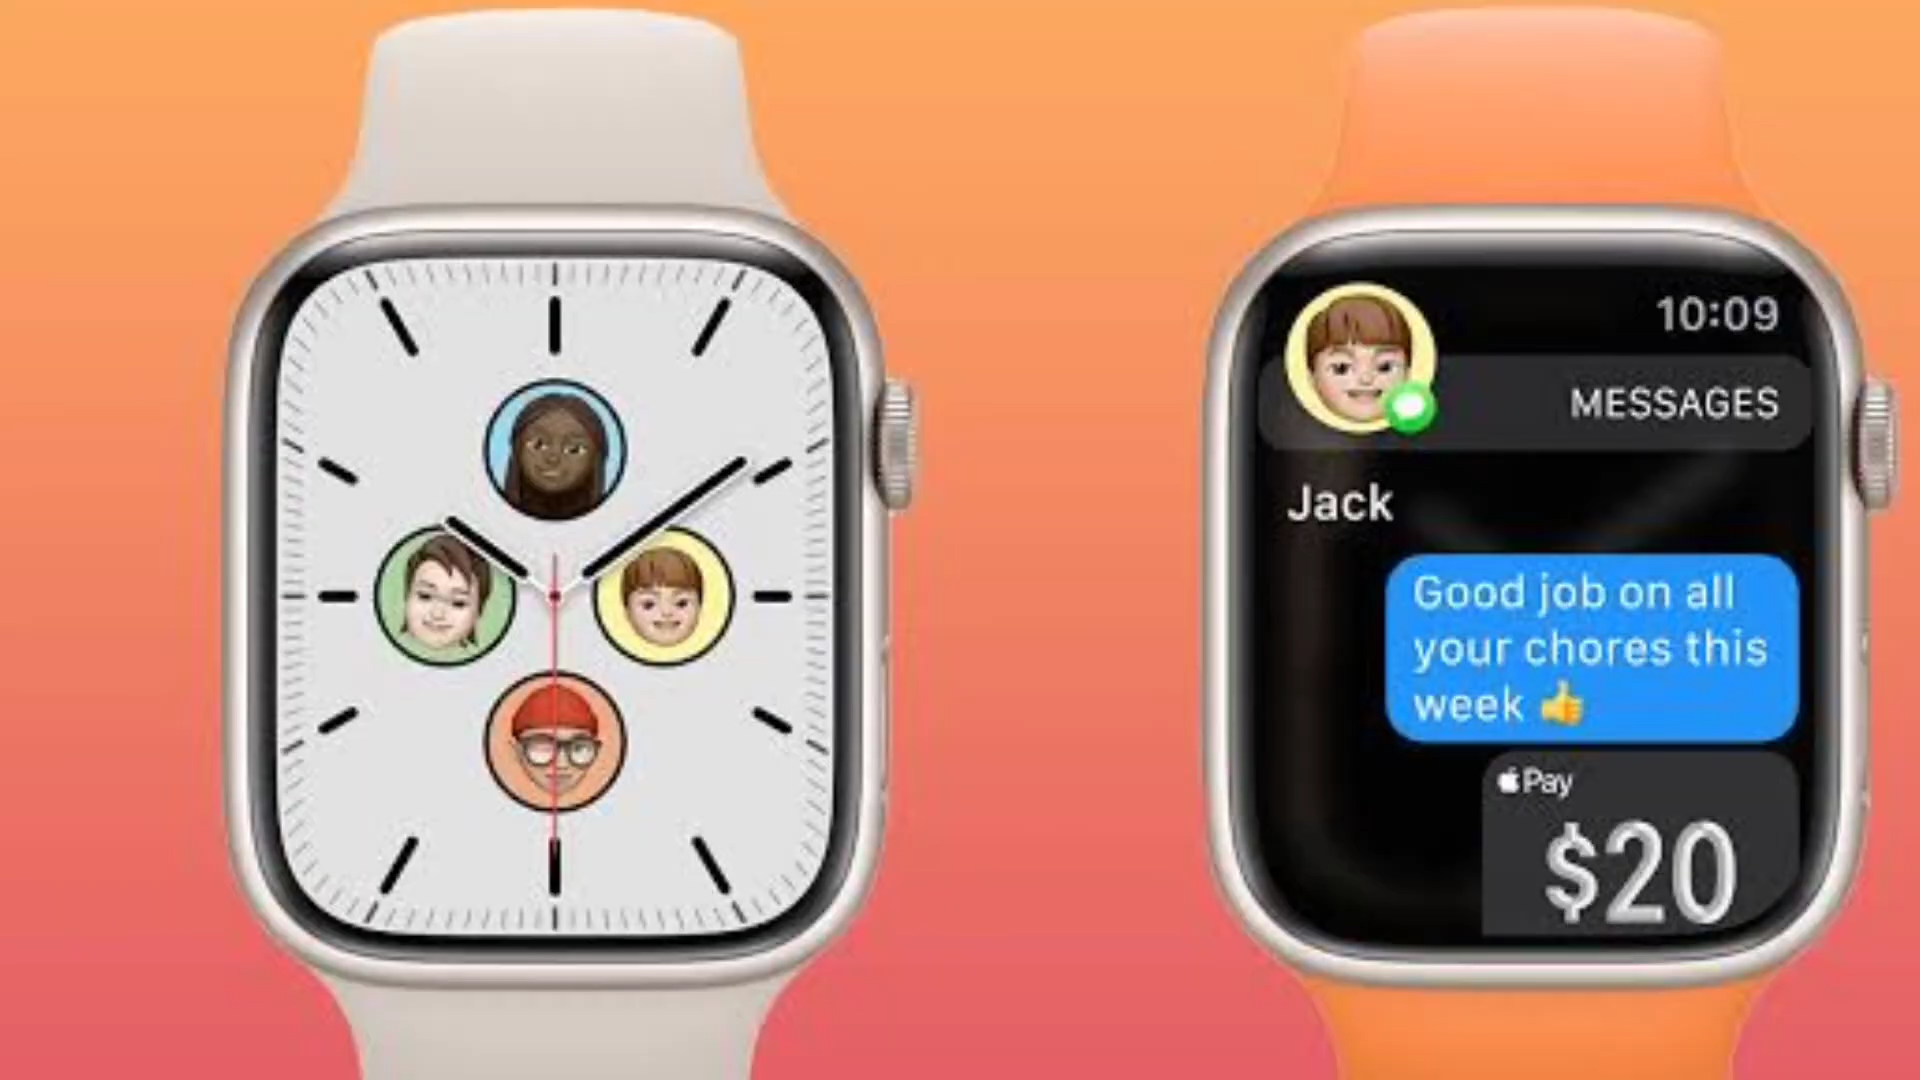 10:09
MESSAGES
Jack
Good job on all
your chores this
week 👍
Pay
$20